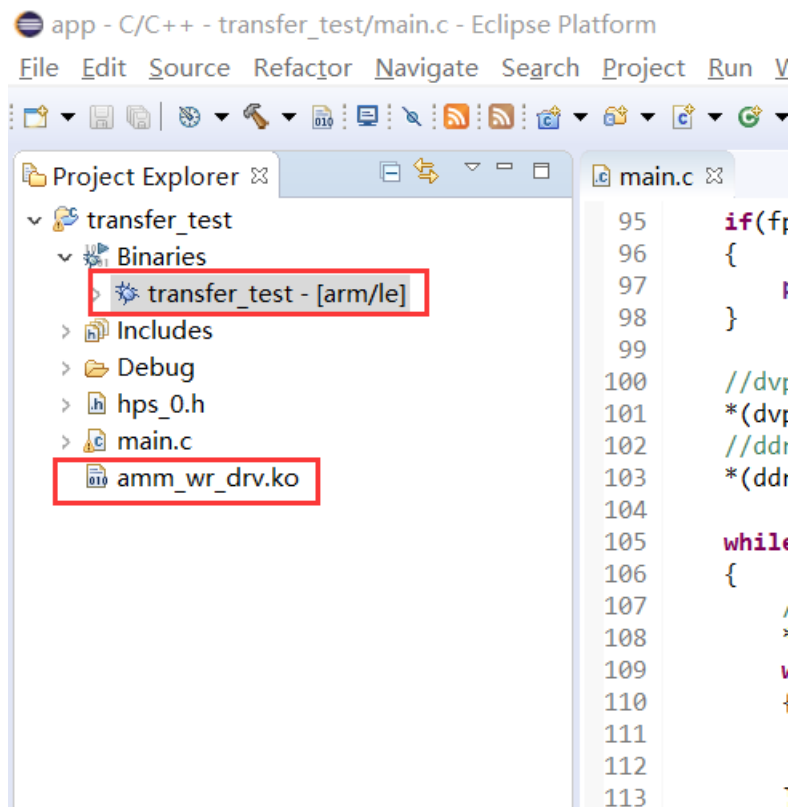 app - C/C++ - transfer_test/main.c - Eclipse Platform
File Edit Source Refactor Navigate Search Project Run
Project Explorer
main.c
transfer_test
Binaries
transfer_test - [arm/le]
Includes
Debug
hps_0.h
main.c
amm_wr_drv.ko
95 if(fp
96 {
97
98 }
99
100 //dvp
101 *(dvp
102 //ddr
103 *(ddr
104
105 while
106 {
107
108
109
110
111
112
113